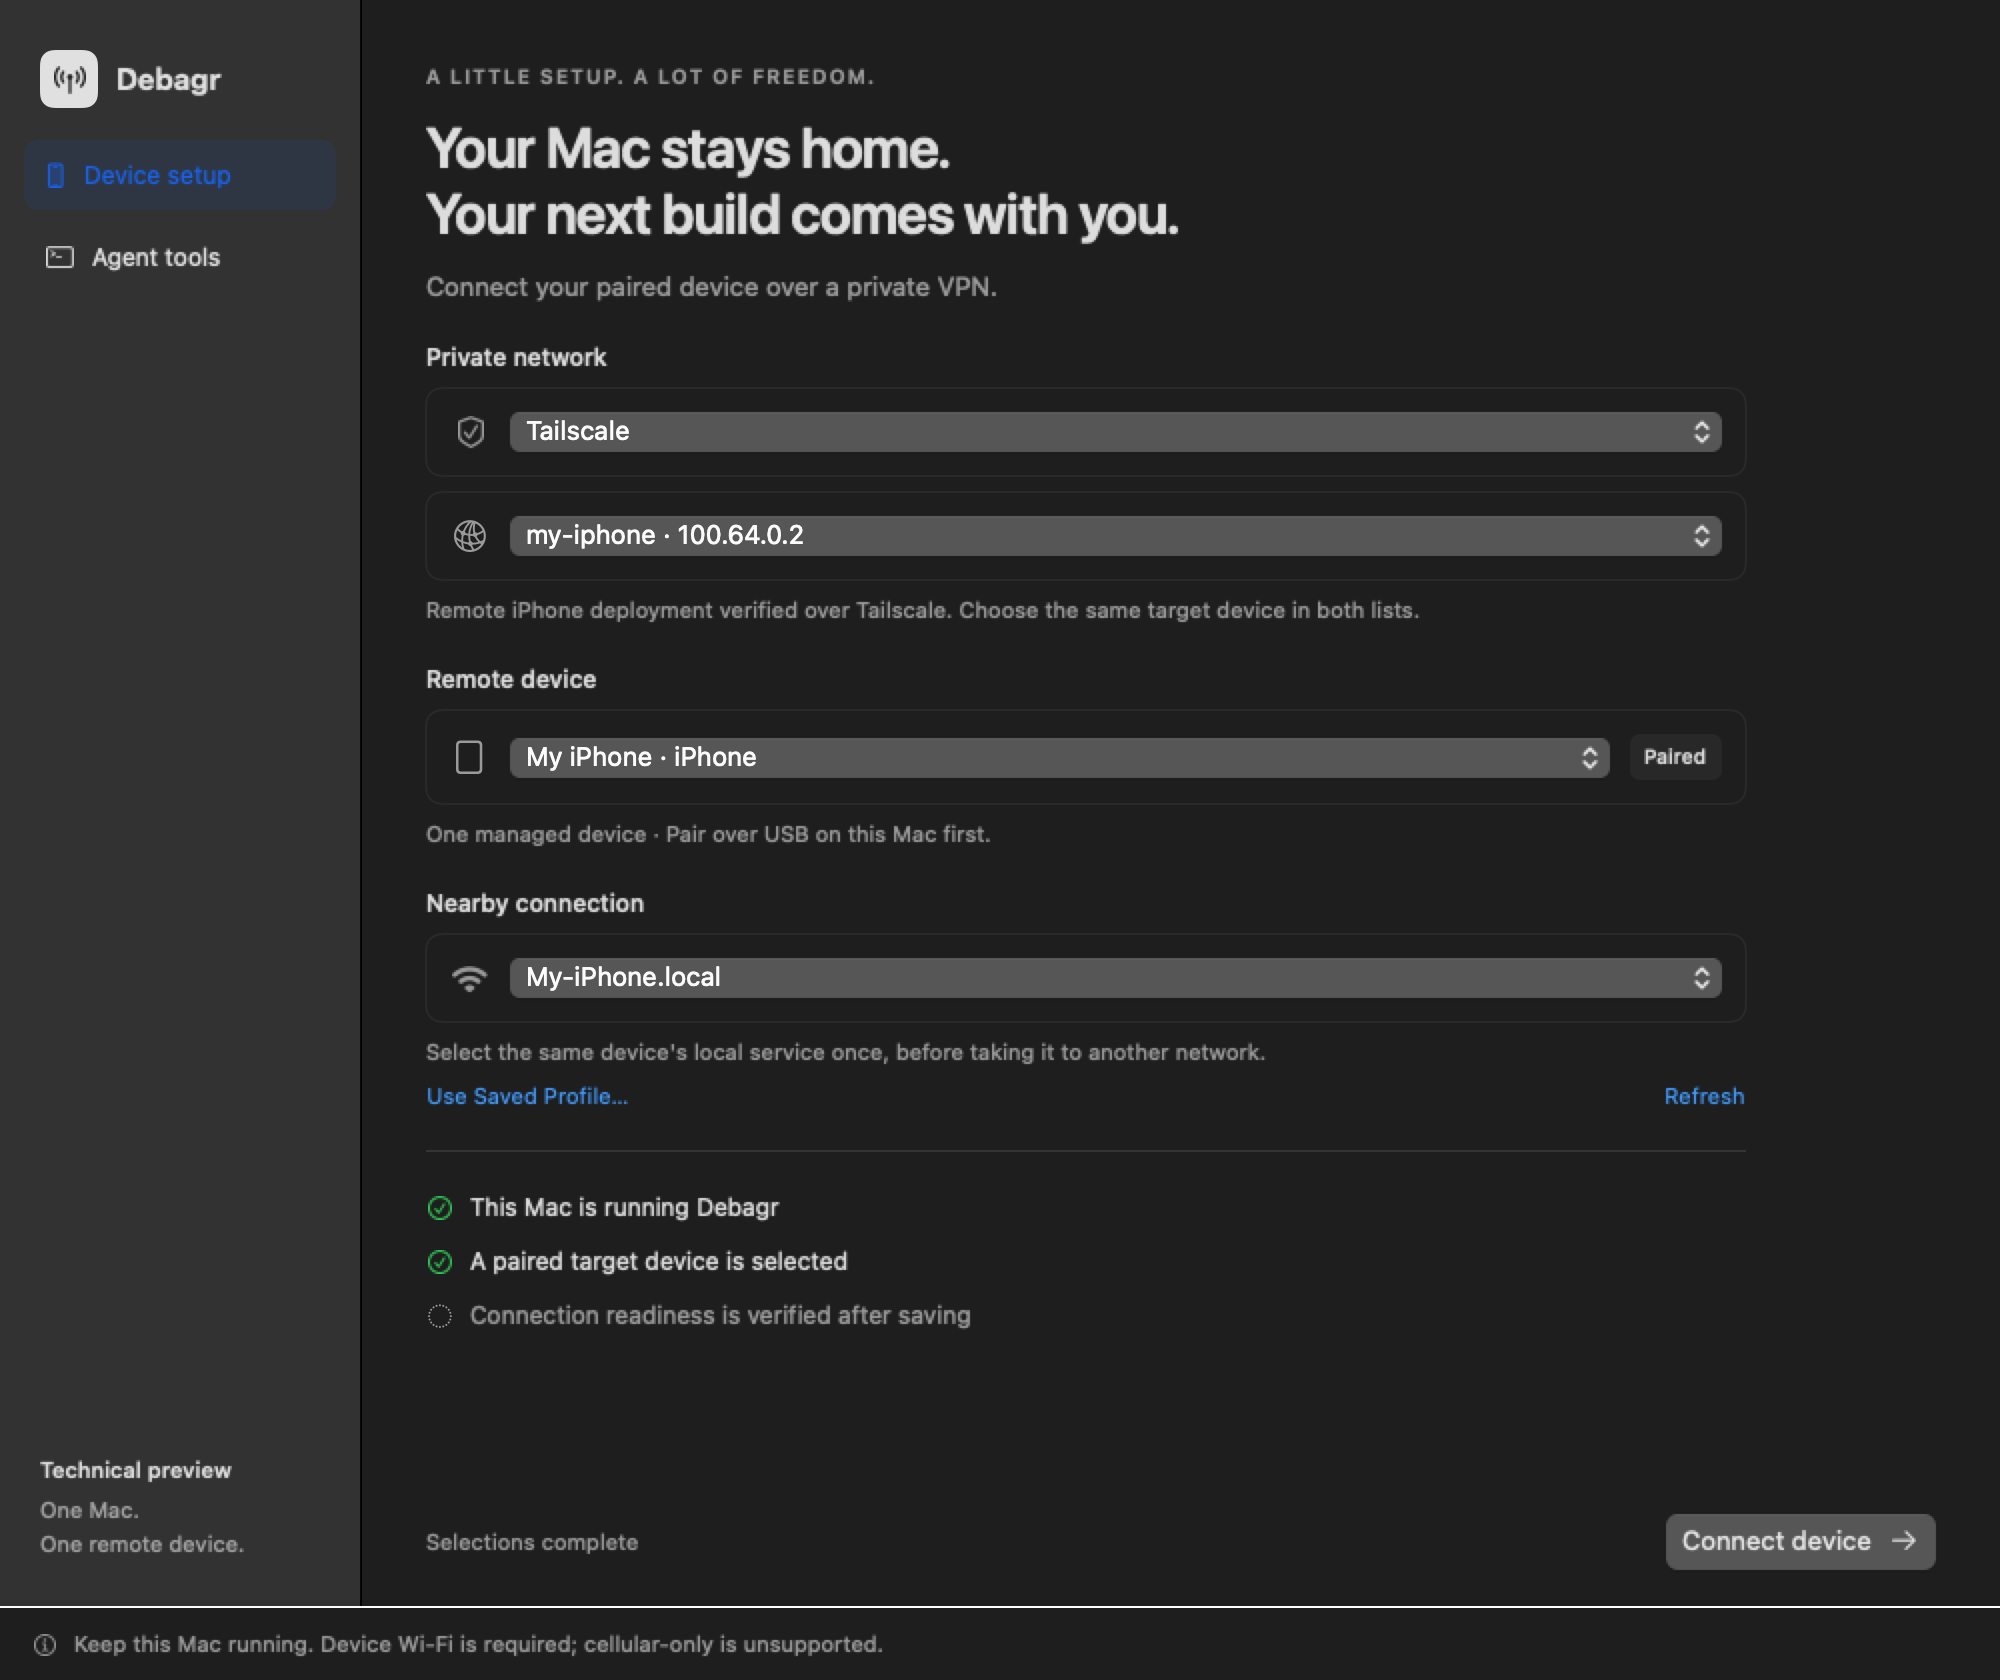 Debagr
Device setup
Agent tools
A LITTLE SETUP. A LOT OF FREEDOM.
Your Mac stays home.
Your next build comes with you.
Connect your paired device over a private VPN.
Private network
Tailscale
my-iphone · 100.64.0.2
Remote iPhone deployment verified over Tailscale. Choose the same target device in both lists.
Remote device
My iPhone · iPhone
Paired
One managed device · Pair over USB on this Mac first.
Nearby connection
My-iPhone.local
Select the same device's local service once, before taking it to another network.
Use Saved Profile...
Refresh
This Mac is running Debagr
A paired target device is selected
Connection readiness is verified after saving
Technical preview
One Mac.
One remote device.
Selections complete
Connect device
Keep this Mac running. Device Wi-Fi is required; cellular-only is unsupported.